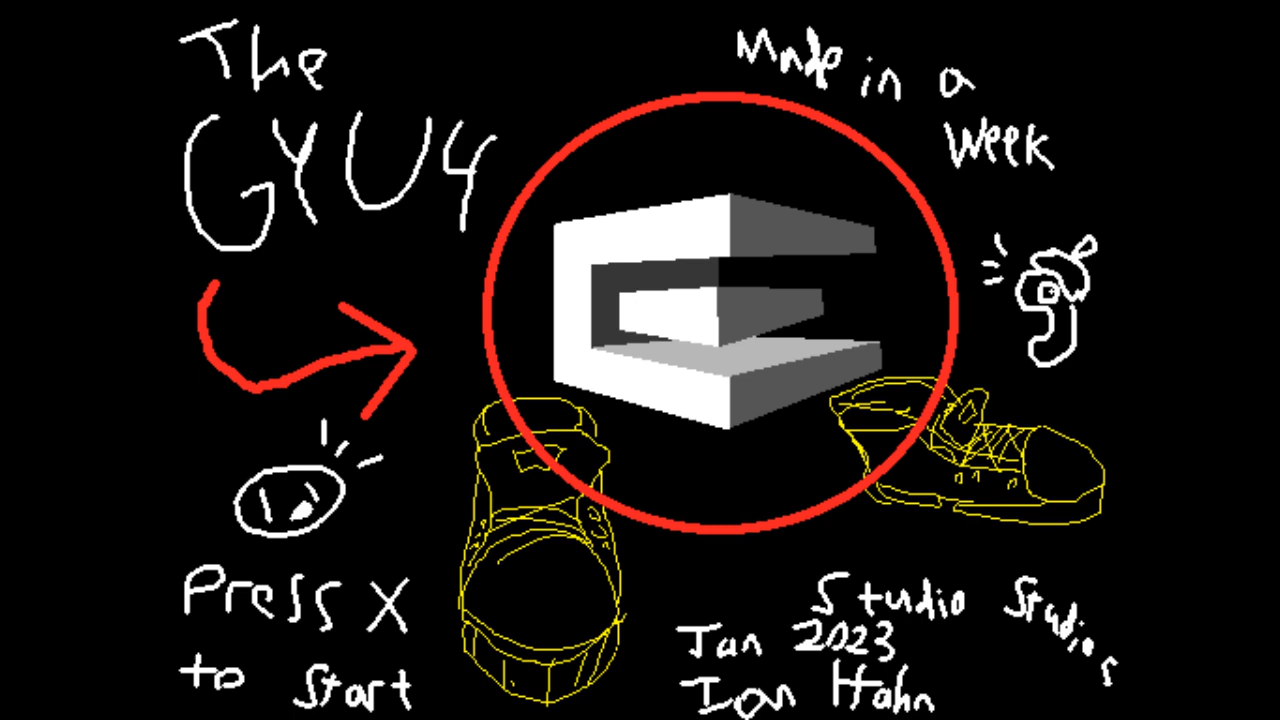 The
GYU4
Made in a
Week
Press X
to Start
Studio Studios
Jan 2023
Ian Hahn